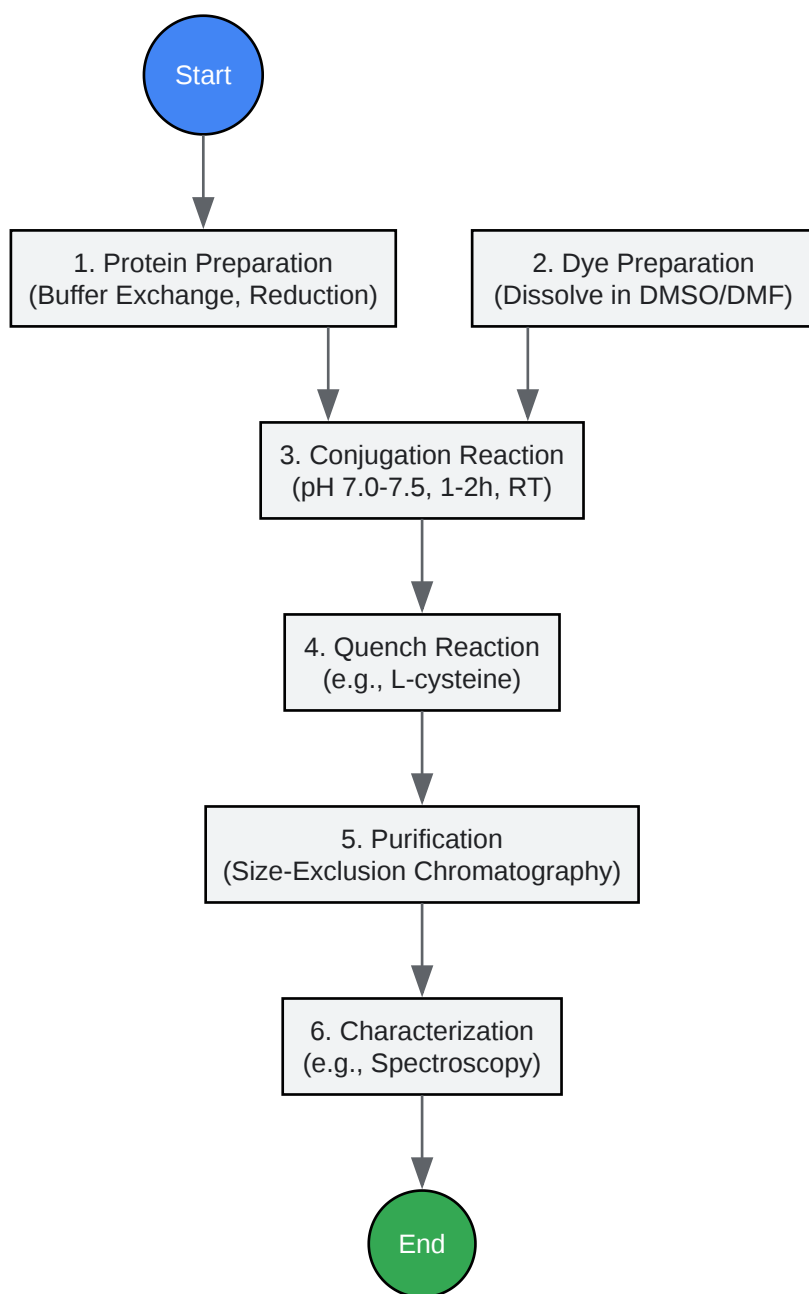 Start
1. Protein Preparation
(Buffer Exchange, Reduction)
2. Dye Preparation
(Dissolve in DMSO/DMF)
3. Conjugation Reaction
(pH 7.0-7.5, 1-2h, RT)
4. Quench Reaction
(e.g., L-cysteine)
5. Purification
(Size-Exclusion Chromatography)
6. Characterization
(e.g., Spectroscopy)
End